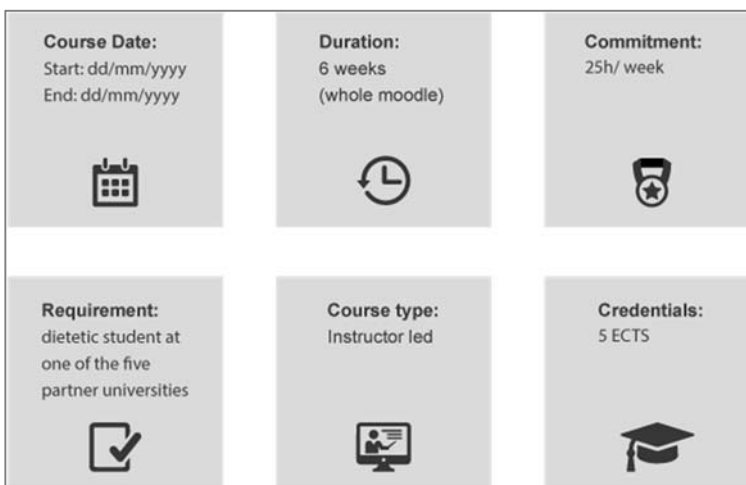 Course Date:
Start: dd/mm/yyyy
End: dd/mm/yyyy
Duration:
6 weeks
(whole moodle)
Commitment:
25h/ week
Requirement:
dietetic student at
one of the five
partner universities
Course type:
Instructor led
Credentials:
5 ECTS